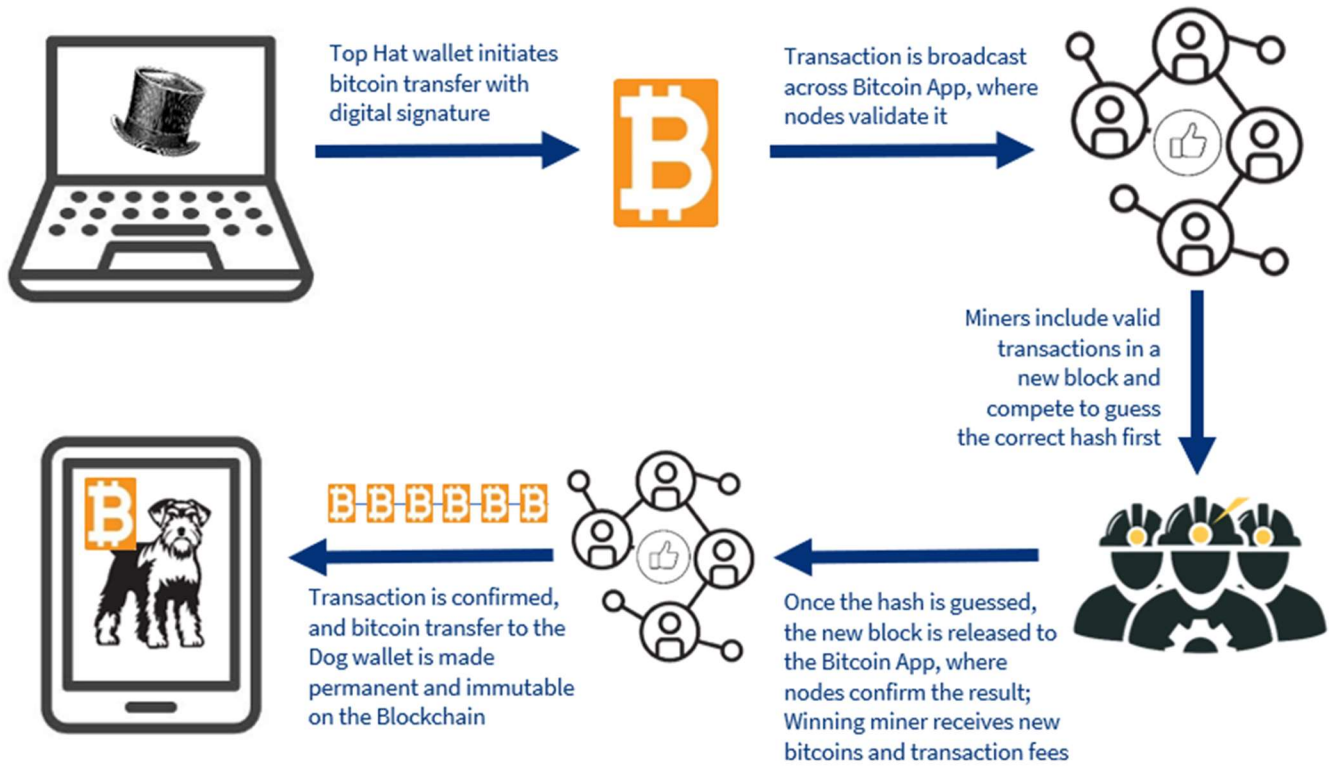 Top Hat wallet initiates
bitcoin transfer with
digital signature
Transaction is broadcast
across Bitcoin App, where
nodes validate it
Miners include valid
transactions in a
new block and
compete to guess
the correct hash first
Once the hash is guessed,
the new block is released to
the Bitcoin App, where
nodes confirm the result;
Winning miner receives new
bitcoins and transaction fees
Transaction is confirmed,
and bitcoin transfer to the
Dog wallet is made
permanent and immutable
on the Blockchain